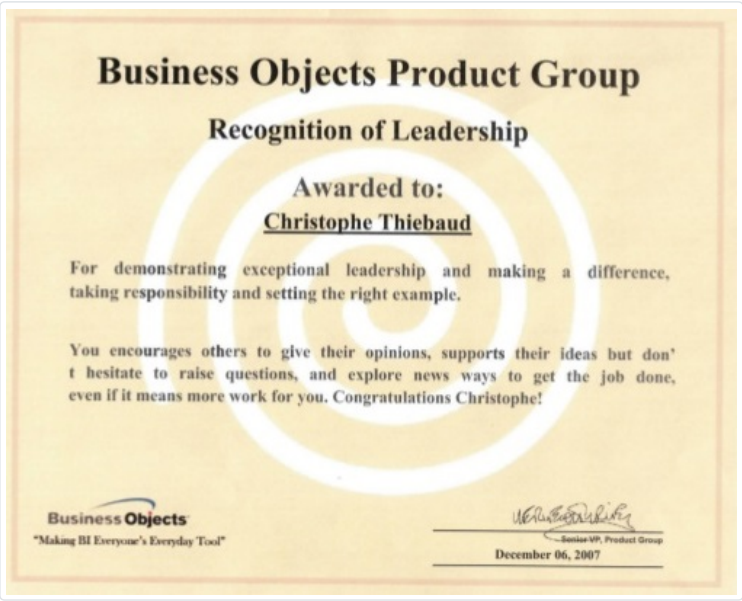 Business Objects Product Group
Recognition of Leadership
Awarded to:
Christophe Thiebaud
For demonstrating exceptional leadership and making a difference,
taking responsibility and setting the right example.
You encourages others to give their opinions, supports their ideas but don'
t hesitate to raise questions, and explore news ways to get the job done,
even if it means more work for you. Congratulations Christophe!
Business Objects
"Making BI Everyone's Everyday Tool"
Senior VP, Product Group
December 06, 2007